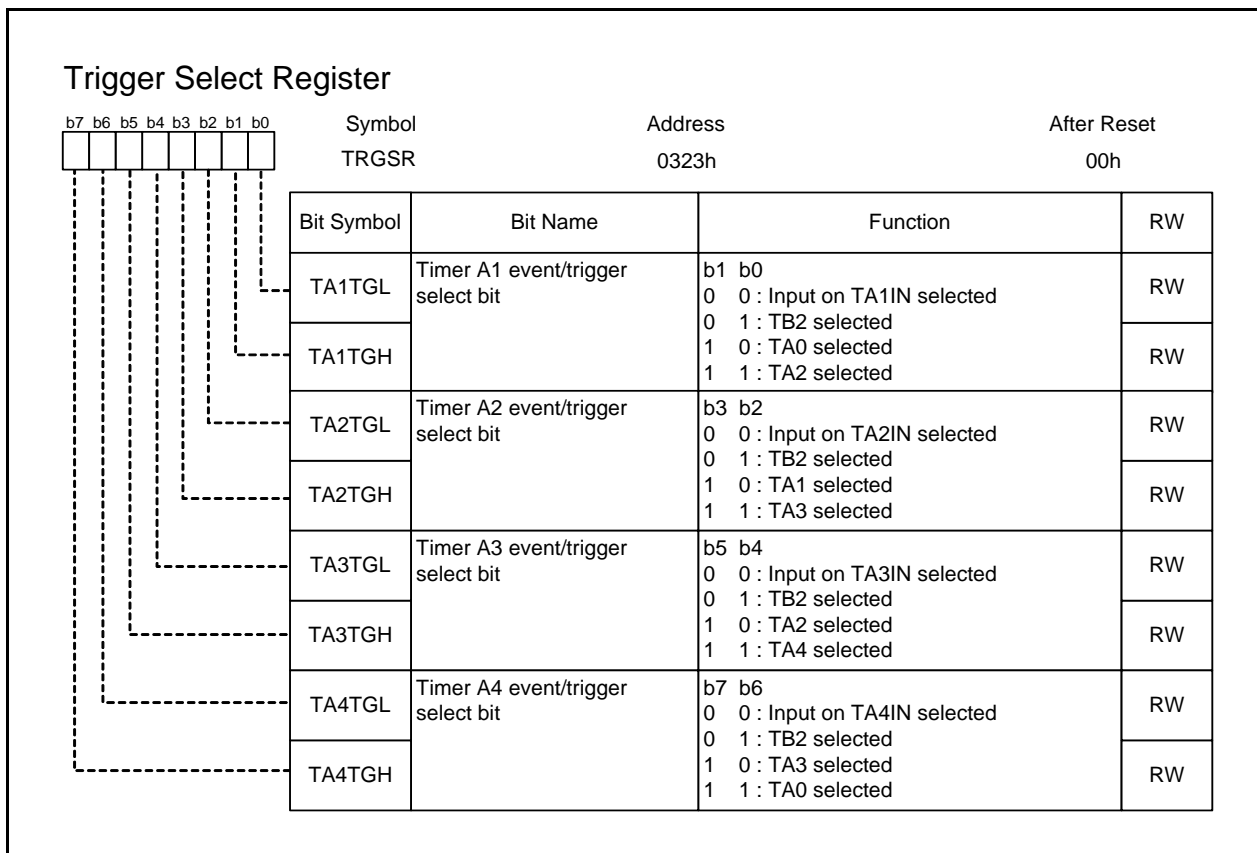 Trigger Select Register
b7 b6 b5 b4 b3 b2 b1 b0
Symbol Address After Reset
TRGSR 0323h 00h
Bit Symbol Bit Name Function RW
TA1TGL Timer A1 event/trigger select bit b1 b0 RW
0 0 : Input on TA1IN selected
0 1 : TB2 selected
TA1TGH 1 0 : TA0 selected RW
1 1 : TA2 selected
TA2TGL Timer A2 event/trigger select bit b3 b2 RW
0 0 : Input on TA2IN selected
0 1 : TB2 selected
TA2TGH 1 0 : TA1 selected RW
1 1 : TA3 selected
TA3TGL Timer A3 event/trigger select bit b5 b4 RW
0 0 : Input on TA3IN selected
0 1 : TB2 selected
TA3TGH 1 0 : TA2 selected RW
1 1 : TA4 selected
TA4TGL Timer A4 event/trigger select bit b7 b6 RW
0 0 : Input on TA4IN selected
0 1 : TB2 selected
TA4TGH 1 0 : TA3 selected RW
1 1 : TA0 selected